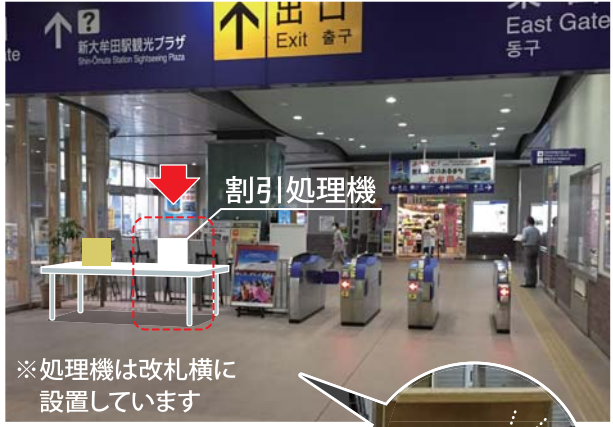 te
新大牟田駅観光プラザ
Shin-Ōmuta Station Sightseeing Plaza
出口
Exit 출구
East Gate
동구
割引処理機
※処理機は改札横に
設置しています